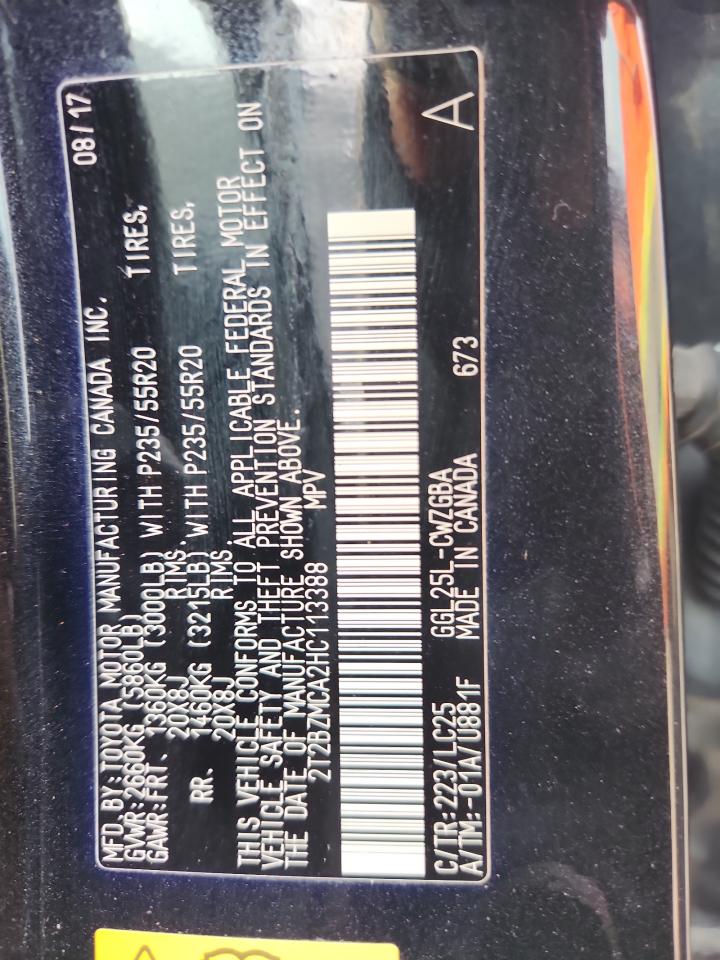 MFD. BY: TOYOTA MOTOR MANUFACTURING CANADA INC. 08/17
GVWR: 2660KG (5860LB)
GAWR: FRT. 1360KG (3000LB) WITH P235/55R20 TIRES,
20X8J RIMS
RR. 1460KG (3215LB) WITH P235/55R20 TIRES,
20X8J RIMS
THIS VEHICLE CONFORMS TO ALL APPLICABLE FEDERAL MOTOR
VEHICLE SAFETY AND THEFT PREVENTION STANDARDS IN EFFECT ON
THE DATE OF MANUFACTURE SHOWN ABOVE.
2T2BZMCA2HC113388 MPV
C/TR: 223/LC25 GGL25L-CWZGBA
A/TM: -01A/U881F MADE IN CANADA 673 A